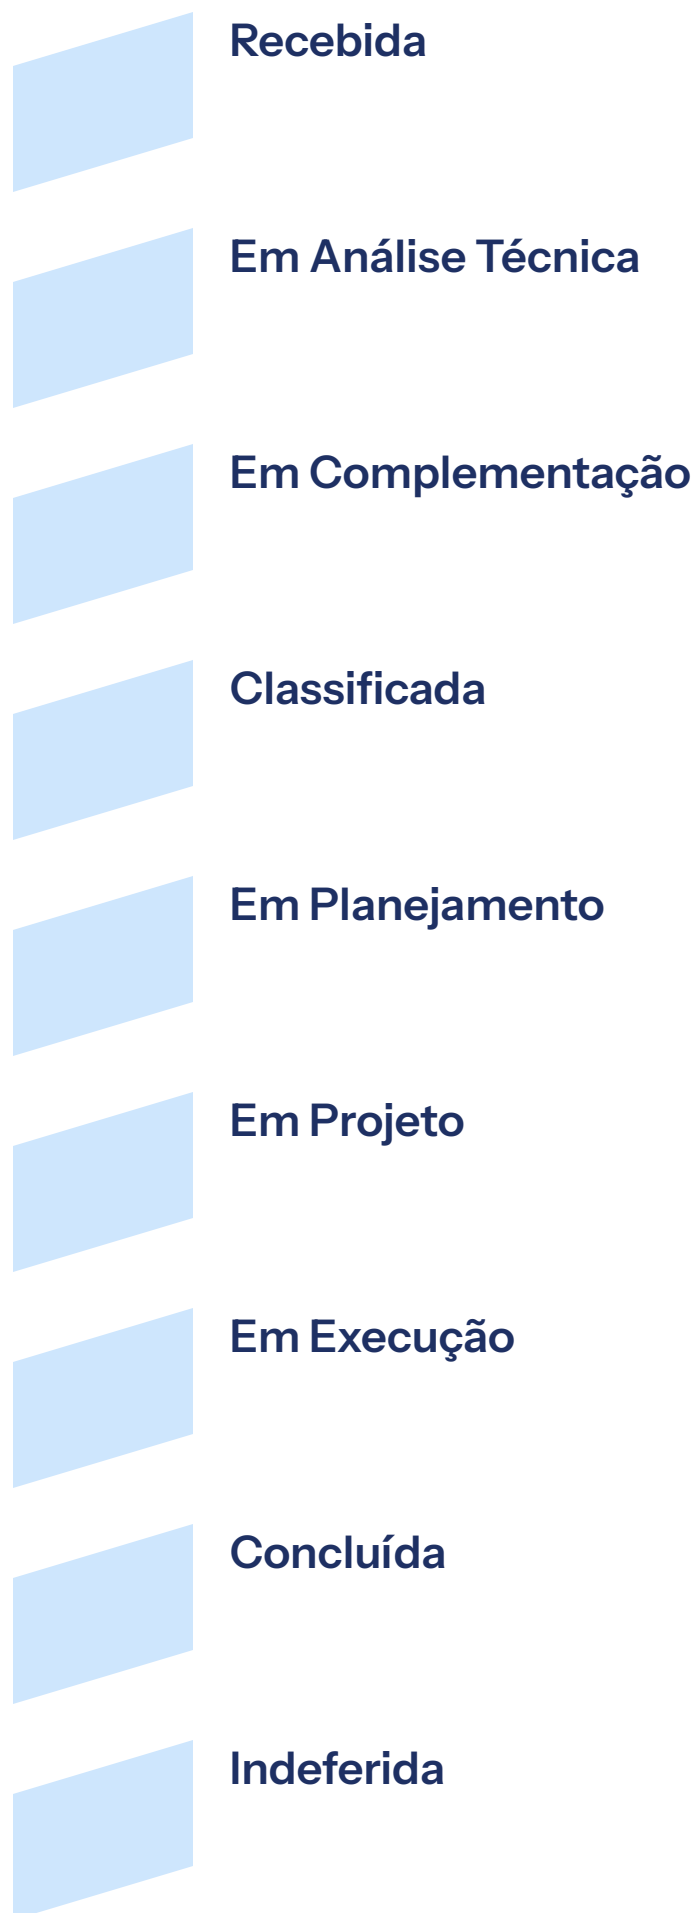 Recebida
Em Análise Técnica
Em Complementação
Classificada
Em Planejamento
Em Projeto
Em Execução
Concluída
Indeferida